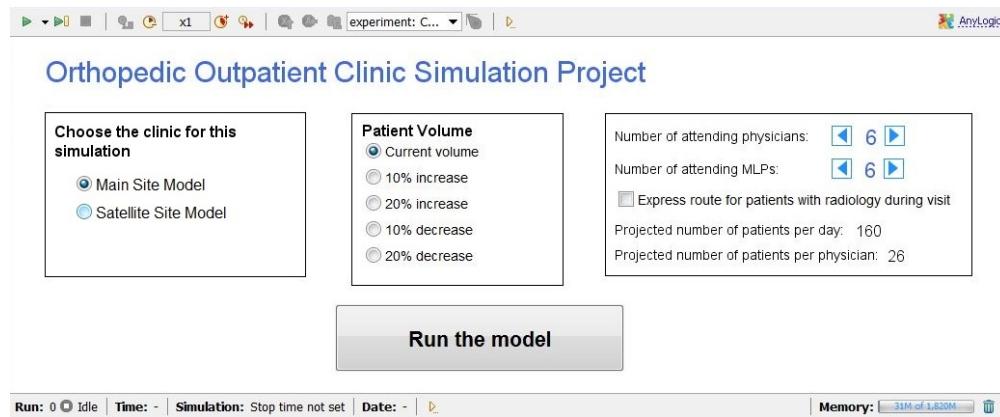 x1
experiment: C...
AnyLogic
Orthopedic Outpatient Clinic Simulation Project
Choose the clinic for this
simulation
Main Site Model
Satellite Site Model
Patient Volume
Current volume
10% increase
20% increase
10% decrease
20% decrease
Number of attending physicians: 6
Number of attending MLPs: 6
Express route for patients with radiology during visit
Projected number of patients per day: 160
Projected number of patients per physician: 26
Run the model
Run: 0 Idle Time: - Simulation: Stop time not set Date: - Memory: 31M of 1,820M